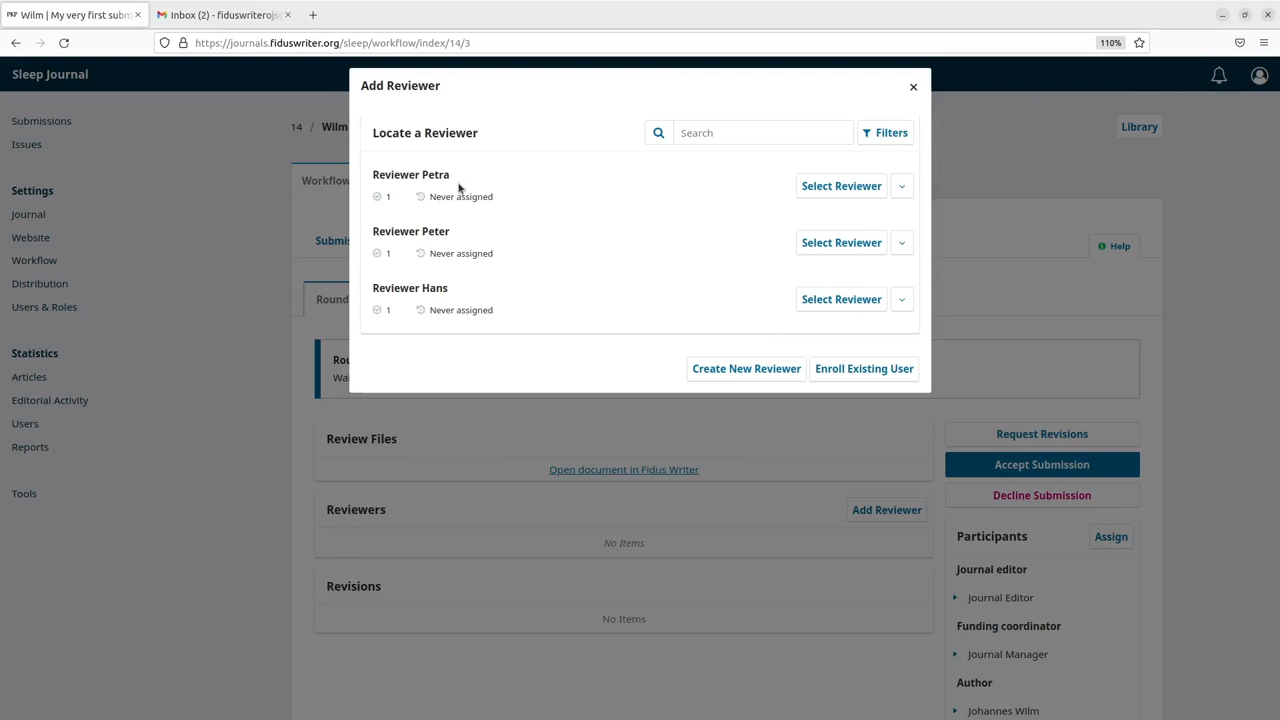 Wilm | My very first subm
Inbox (2) - fiduswriterojs
https://journals.fiduswriter.org/sleep/workflow/index/14/3
110%
Sleep Journal
Add Reviewer
Submissions
Issues
Settings
Journal
Website
Workflow
Distribution
Users & Roles
Statistics
Articles
Editorial Activity
Users
Reports
Tools
14 / Wilm
Library
Workflow
Submis
Help
Round
Locate a Reviewer
Search
Filters
Reviewer Petra
1 Never assigned
Select Reviewer
Reviewer Peter
1 Never assigned
Select Reviewer
Reviewer Hans
1 Never assigned
Select Reviewer
Create New Reviewer
Enroll Existing User
Rou
Wai
Review Files
Open document in Fidus Writer
Reviewers
Add Reviewer
No Items
Revisions
No Items
Request Revisions
Accept Submission
Decline Submission
Participants
Assign
Journal editor
Journal Editor
Funding coordinator
Journal Manager
Author
Johannes Wilm